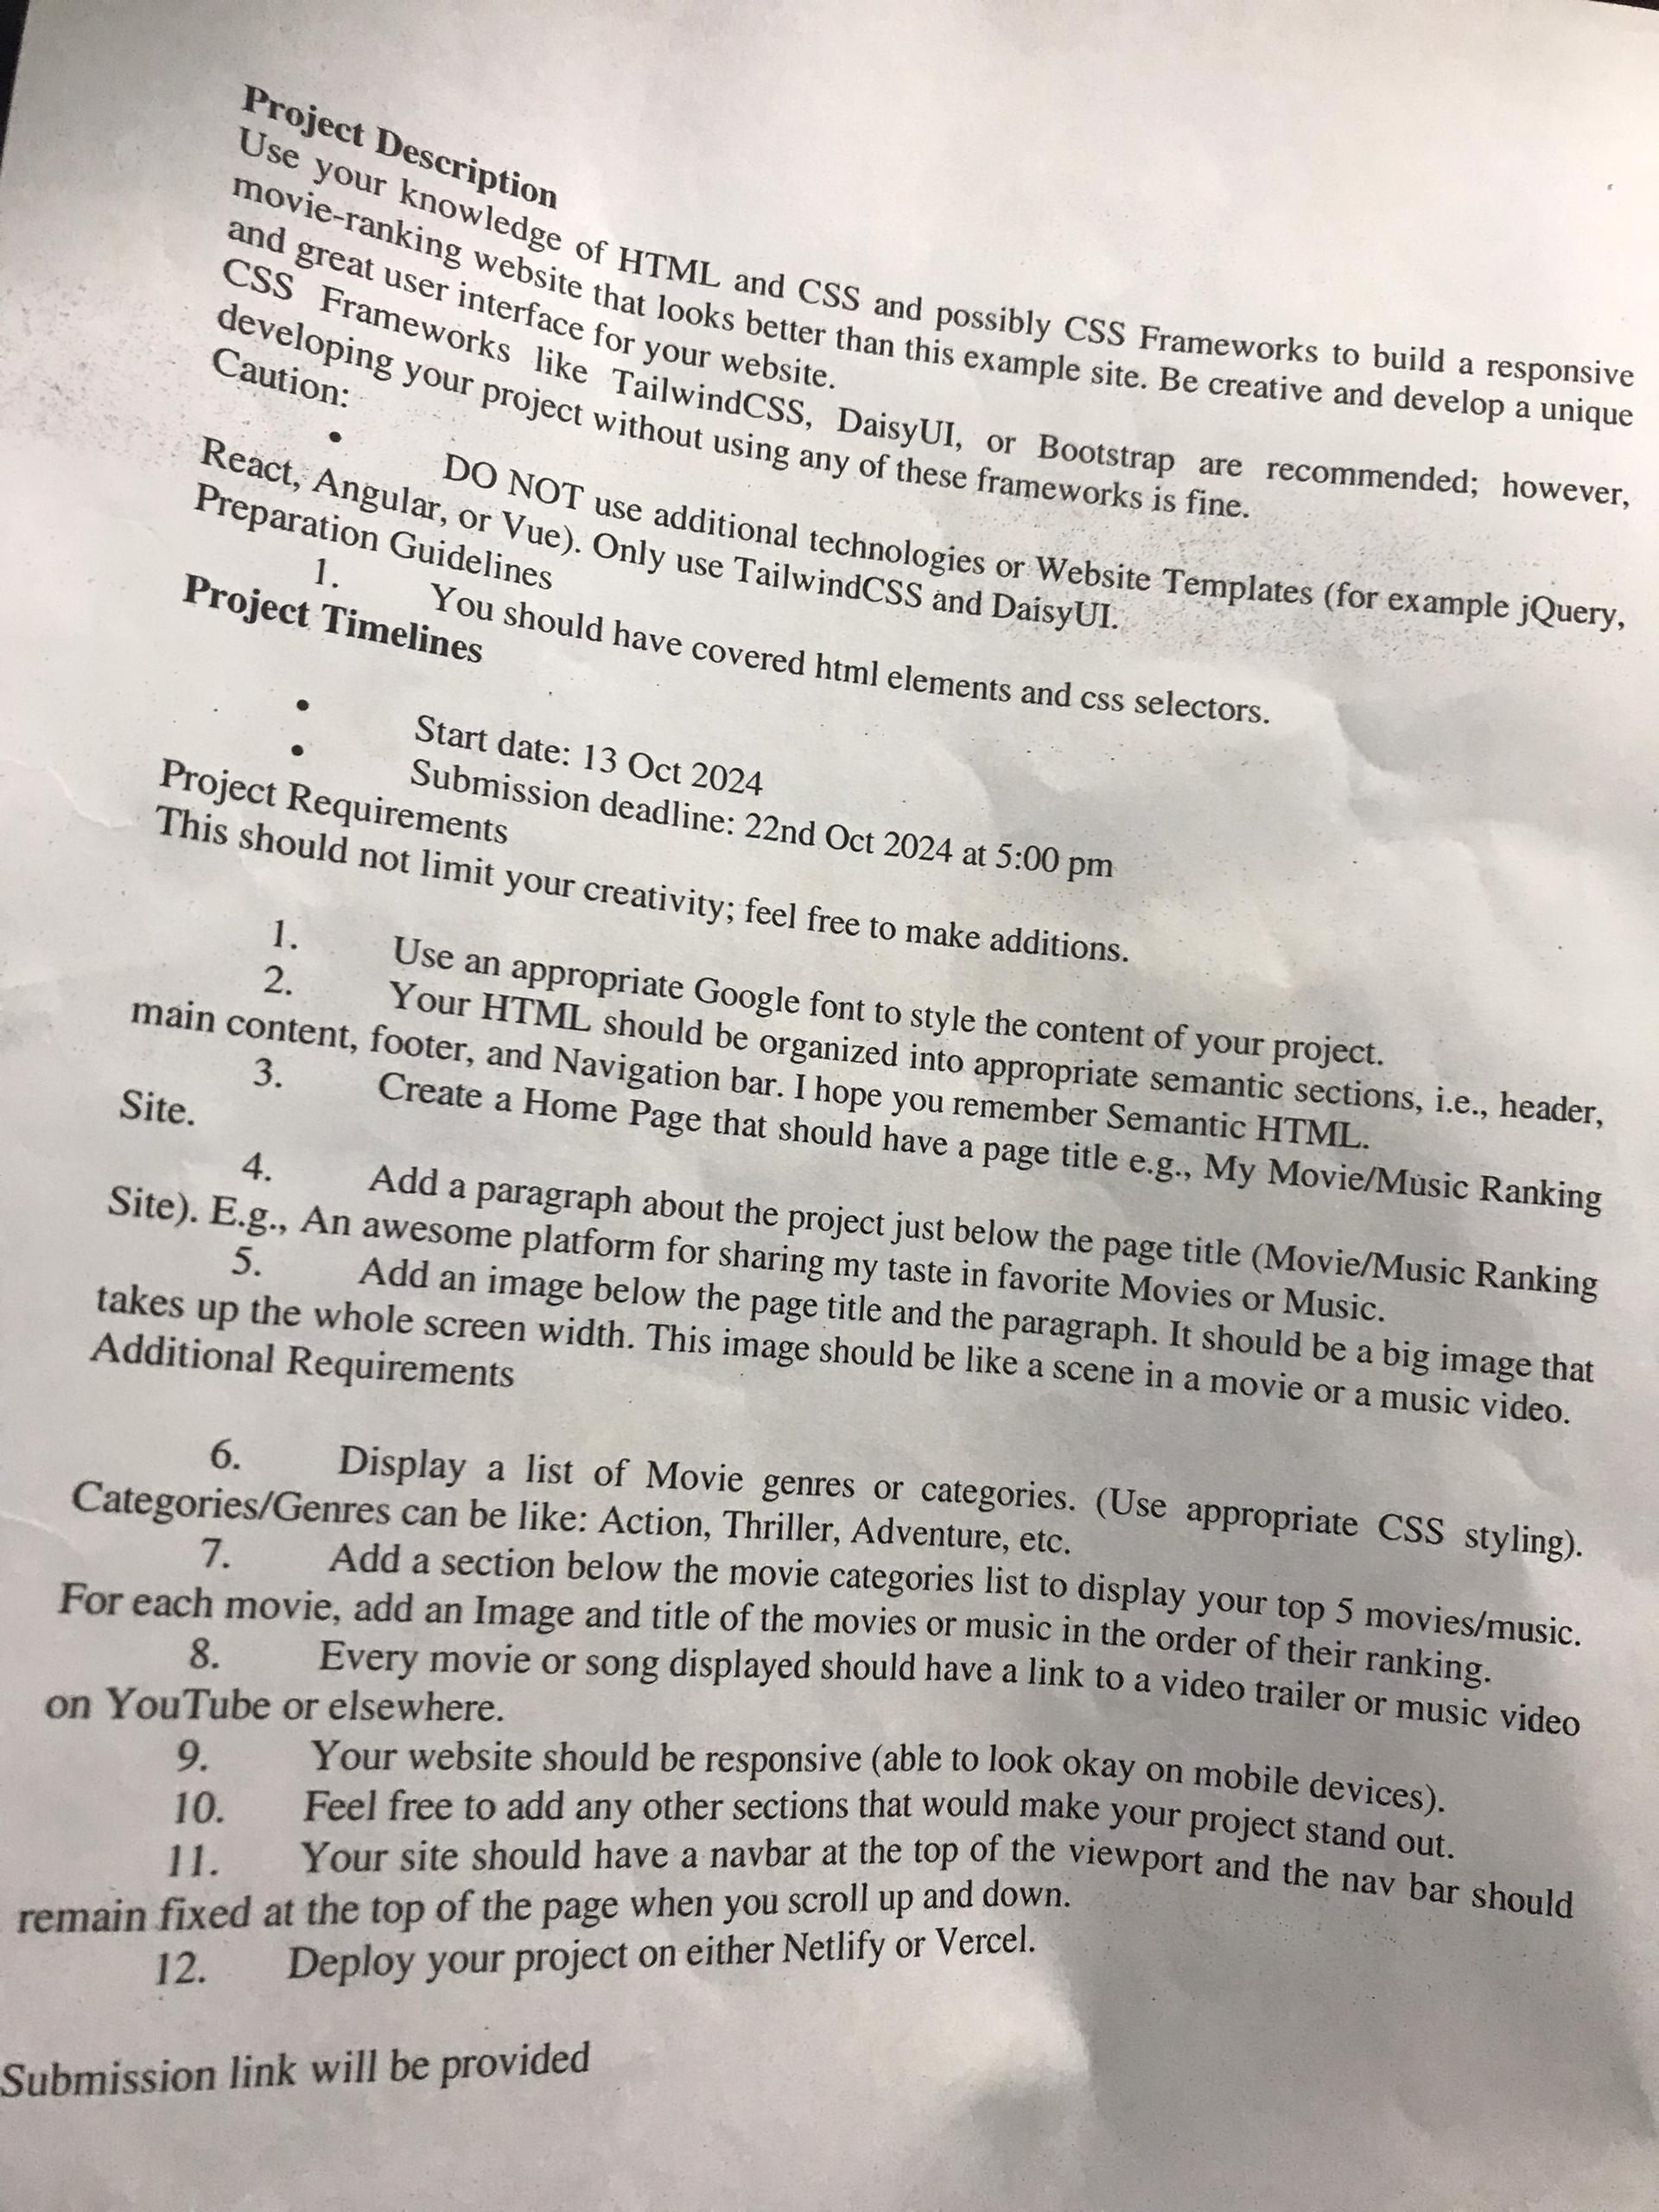 Project Description
Use your knowledge of HTML and CSS and possibly CSS Frameworks to build a responsive
movie-ranking website that looks better than this example site. Be creative and develop a unique
and great user interface for your website.
CSS Frameworks like TailwindCSS, DaisyUI, or Bootstrap are recommended; however,
developing your project without using any of these frameworks is fine.
Caution:
• DO NOT use additional technologies or Website Templates (for example jQuery,
React, Angular, or Vue). Only use TailwindCSS and DaisyUI.
Preparation Guidelines
1. You should have covered html elements and css selectors.
Project Timelines
• Start date: 13 Oct 2024
• Submission deadline: 22nd Oct 2024 at 5:00 pm
Project Requirements
This should not limit your creativity; feel free to make additions.
1. Use an appropriate Google font to style the content of your project.
2. Your HTML should be organized into appropriate semantic sections, i.e., header,
main content, footer, and Navigation bar. I hope you remember Semantic HTML.
3. Create a Home Page that should have a page title e.g., My Movie/Music Ranking
Site.
4. Add a paragraph about the project just below the page title (Movie/Music Ranking
Site). E.g., An awesome platform for sharing my taste in favorite Movies or Music.
5. Add an image below the page title and the paragraph. It should be a big image that
takes up the whole screen width. This image should be like a scene in a movie or a music video.
Additional Requirements
6. Display a list of Movie genres or categories. (Use appropriate CSS styling).
Categories/Genres can be like: Action, Thriller, Adventure, etc.
7. Add a section below the movie categories list to display your top 5 movies/music.
For each movie, add an Image and title of the movies or music in the order of their ranking.
8. Every movie or song displayed should have a link to a video trailer or music video
on YouTube or elsewhere.
9. Your website should be responsive (able to look okay on mobile devices).
10. Feel free to add any other sections that would make your project stand out.
11. Your site should have a navbar at the top of the viewport and the nav bar should
remain fixed at the top of the page when you scroll up and down.
12. Deploy your project on either Netlify or Vercel.
Submission link will be provided